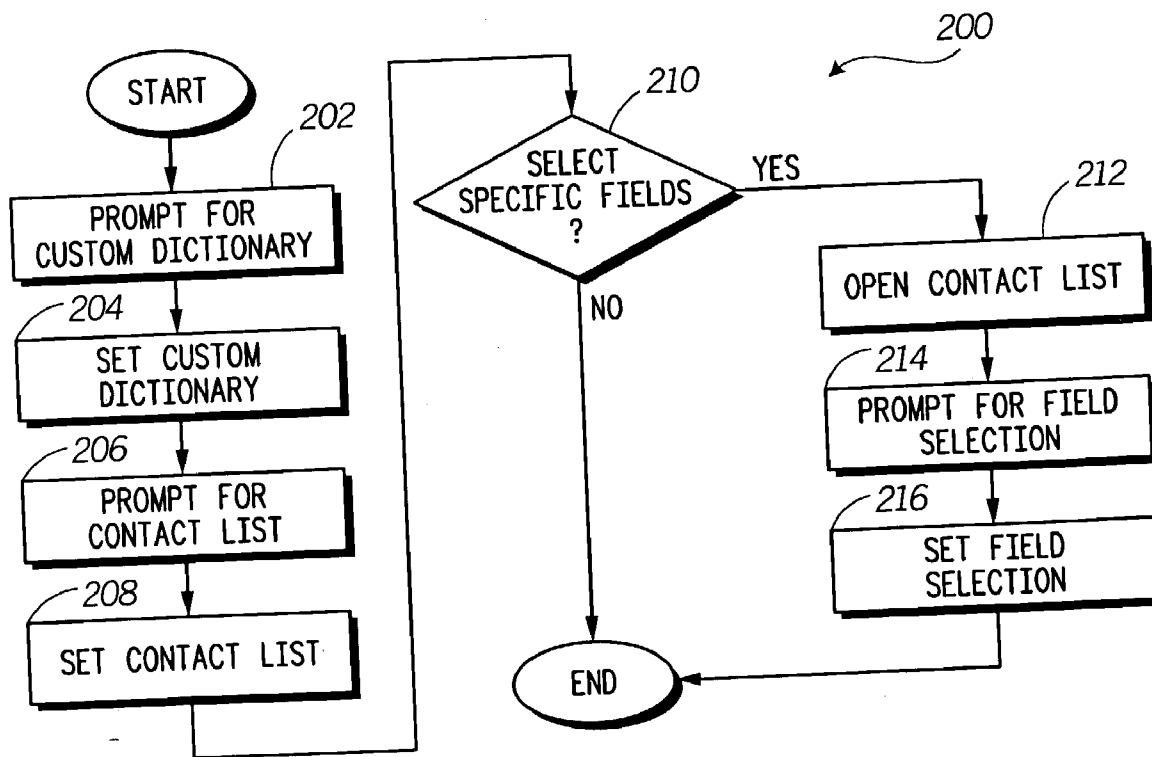 200
START
202
PROMPT FOR
CUSTOM DICTIONARY
204
SET CUSTOM
DICTIONARY
206
PROMPT FOR
CONTACT LIST
208
SET CONTACT LIST
210
SELECT
SPECIFIC FIELDS
?
YES
NO
212
OPEN CONTACT LIST
214
PROMPT FOR FIELD
SELECTION
216
SET FIELD
SELECTION
END